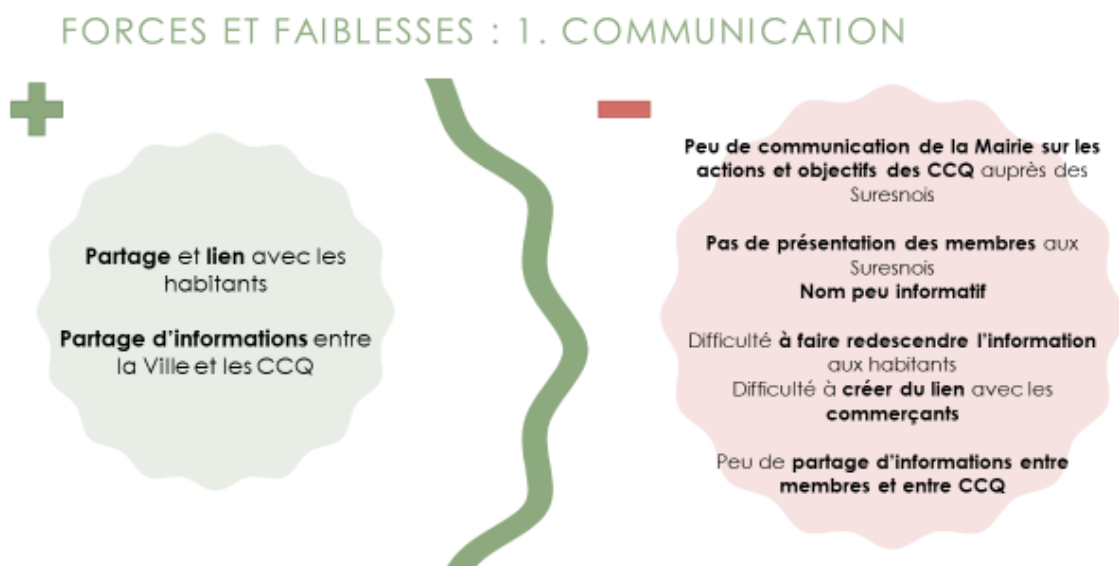 FORCES ET FAIBLESSES : 1. COMMUNICATION
Partage et lien avec les
habitants
Partage d'informations entre
la Ville et les CCQ
Peu de communication de la Mairie sur les
actions et objectifs des CCQ auprès des
Suresnois
Pas de présentation des membres aux
Suresnois
Nom peu informatif
Difficulté à faire redescendre l'information
aux habitants
Difficulté à créer du lien avec les
commerçants
Peu de partage d'informations entre
membres et entre CCQ